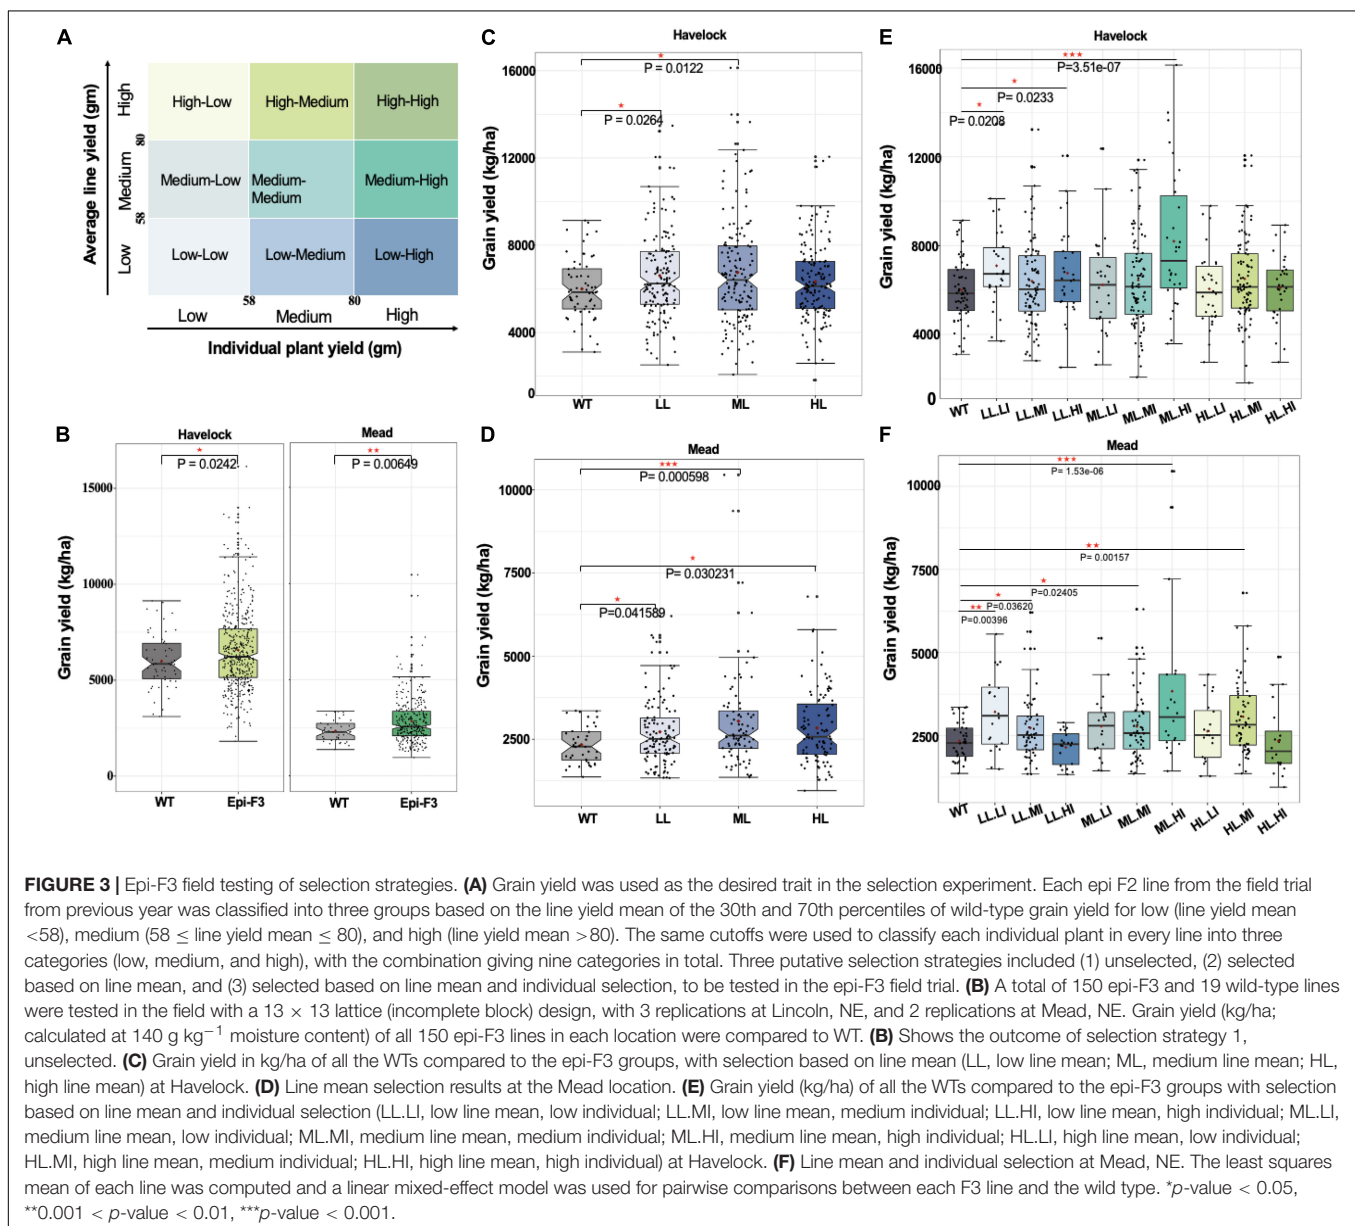 A
Average line yield (gm)
High
80
Medium
58
Low
High-Low
High-Medium
High-High
Medium-Low
Medium-
Medium
Medium-High
Low-Low
Low-Medium
Low-High
58
80
Low
Medium
High
Individual plant yield (gm)
B
Havelock
Mead
*
P = 0.0242
**
P = 0.00649
Grain yield (kg/ha)
15000
10000
5000
0
WT
Epi-F3
WT
Epi-F3
C
Havelock
*
P = 0.0122
*
P = 0.0264
Grain yield (kg/ha)
16000
12000
8000
4000
0
WT
LL
ML
HL
D
Mead
***
P= 0.000598
*
P = 0.030231
*
P=0.041589
Grain yield (kg/ha)
10000
7500
5000
2500
0
WT
LL
ML
HL
E
Havelock
***
P=3.51e-07
*
P= 0.0233
*
P = 0.0208
Grain yield (kg/ha)
16000
12000
8000
4000
0
WT
LL.LI
LL.MI
LL.HI
ML.LI
ML.MI
ML.HI
HL.LI
HL.MI
HL.HI
F
Mead
***
P= 1.53e-06
**
P= 0.00157
*
P=0.02405
*
P=0.03620
**
P=0.00396
Grain yield (kg/ha)
10000
7500
5000
2500
0
WT
LL.LI
LL.MI
LL.HI
ML.LI
ML.MI
ML.HI
HL.LI
HL.MI
HL.HI
FIGURE 3 | Epi-F3 field testing of selection strategies. (A) Grain yield was used as the desired trait in the selection experiment. Each epi F2 line from the field trial
from previous year was classified into three groups based on the line yield mean of the 30th and 70th percentiles of wild-type grain yield for low (line yield mean
<58), medium (58 ≤ line yield mean ≤ 80), and high (line yield mean >80). The same cutoffs were used to classify each individual plant in every line into three
categories (low, medium, and high), with the combination giving nine categories in total. Three putative selection strategies included (1) unselected, (2) selected
based on line mean, and (3) selected based on line mean and individual selection, to be tested in the epi-F3 field trial. (B) A total of 150 epi-F3 and 19 wild-type lines
were tested in the field with a 13 × 13 lattice (incomplete block) design, with 3 replications at Lincoln, NE, and 2 replications at Mead, NE. Grain yield (kg/ha;
calculated at 140 g kg−1 moisture content) of all 150 epi-F3 lines in each location were compared to WT. (B) Shows the outcome of selection strategy 1,
unselected. (C) Grain yield in kg/ha of all the WTs compared to the epi-F3 groups, with selection based on line mean (LL, low line mean; ML, medium line mean; HL,
high line mean) at Havelock. (D) Line mean selection results at the Mead location. (E) Grain yield (kg/ha) of all the WTs compared to the epi-F3 groups with selection
based on line mean and individual selection (LL.LI, low line mean, low individual; LL.MI, low line mean, medium individual; LL.HI, low line mean, high individual; ML.LI,
medium line mean, low individual; ML.MI, medium line mean, medium individual; ML.HI, medium line mean, high individual; HL.LI, high line mean, low individual;
HL.MI, high line mean, medium individual; HL.HI, high line mean, high individual) at Havelock. (F) Line mean and individual selection at Mead, NE. The least squares
mean of each line was computed and a linear mixed-effect model was used for pairwise comparisons between each F3 line and the wild type. *p-value < 0.05,
**0.001 < p-value < 0.01, ***p-value < 0.001.